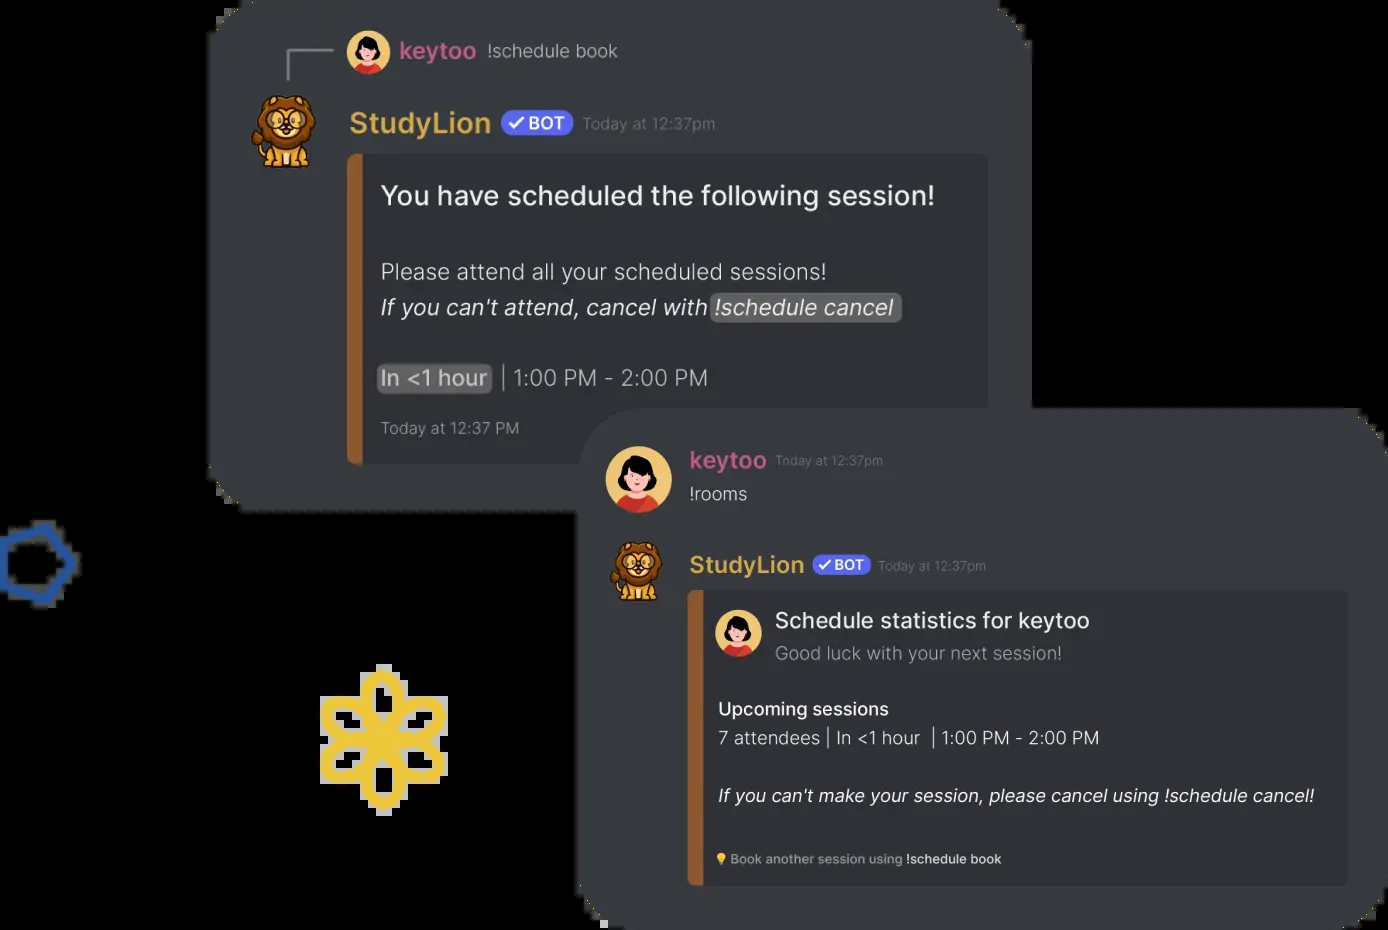 keytoo !schedule book
StudyLion BOT Today at 12:37pm
You have scheduled the following session!
Please attend all your scheduled sessions!
If you can't attend, cancel with !schedule cancel
In <1 hour | 1:00 PM - 2:00 PM
Today at 12:37 PM
keytoo Today at 12:37pm
!rooms
StudyLion BOT Today at 12:37pm
Schedule statistics for keytoo
Good luck with your next session!
Upcoming sessions
7 attendees | In <1 hour | 1:00 PM - 2:00 PM
If you can't make your session, please cancel using !schedule cancel!
Book another session using !schedule book